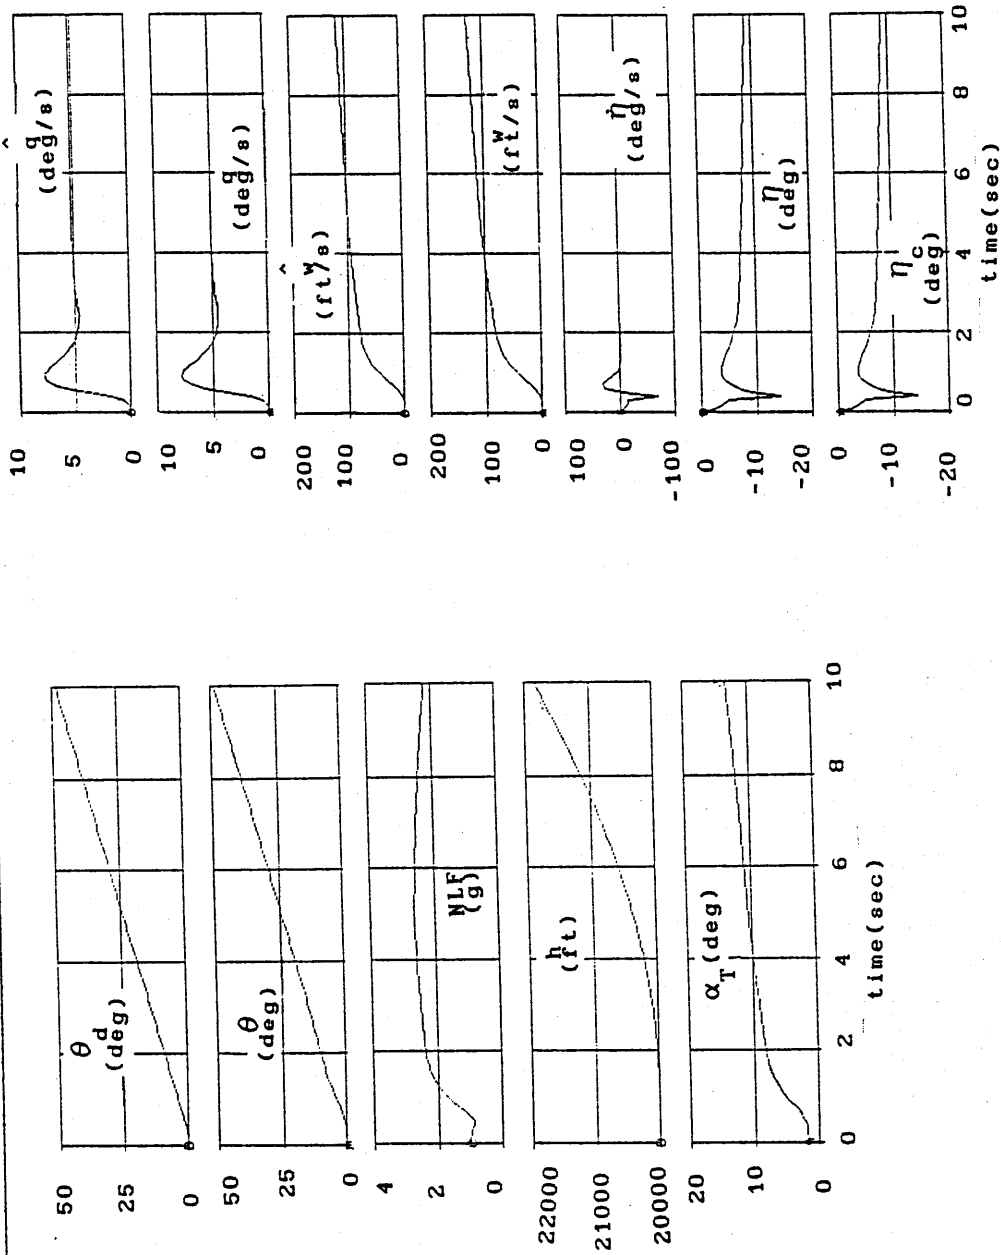 50
25
0
θ d
(deg)
50
25
0
θ
(deg)
4
2
0
NLF
(g)
22000
21000
20000
h
(ft)
20
10
0
α T (deg)
0 2 4 6 8 10
time(sec)
10
5
0
^
q
(deg/s)
10
5
0
q
(deg/s)
200
100
0
^
w
(ft/s)
200
100
0
w
(ft/s)
100
0
-100
η̇
(deg/s)
0
-10
-20
η
(deg)
0
-10
-20
η c
(deg)
0 2 4 6 8 10
time(sec)